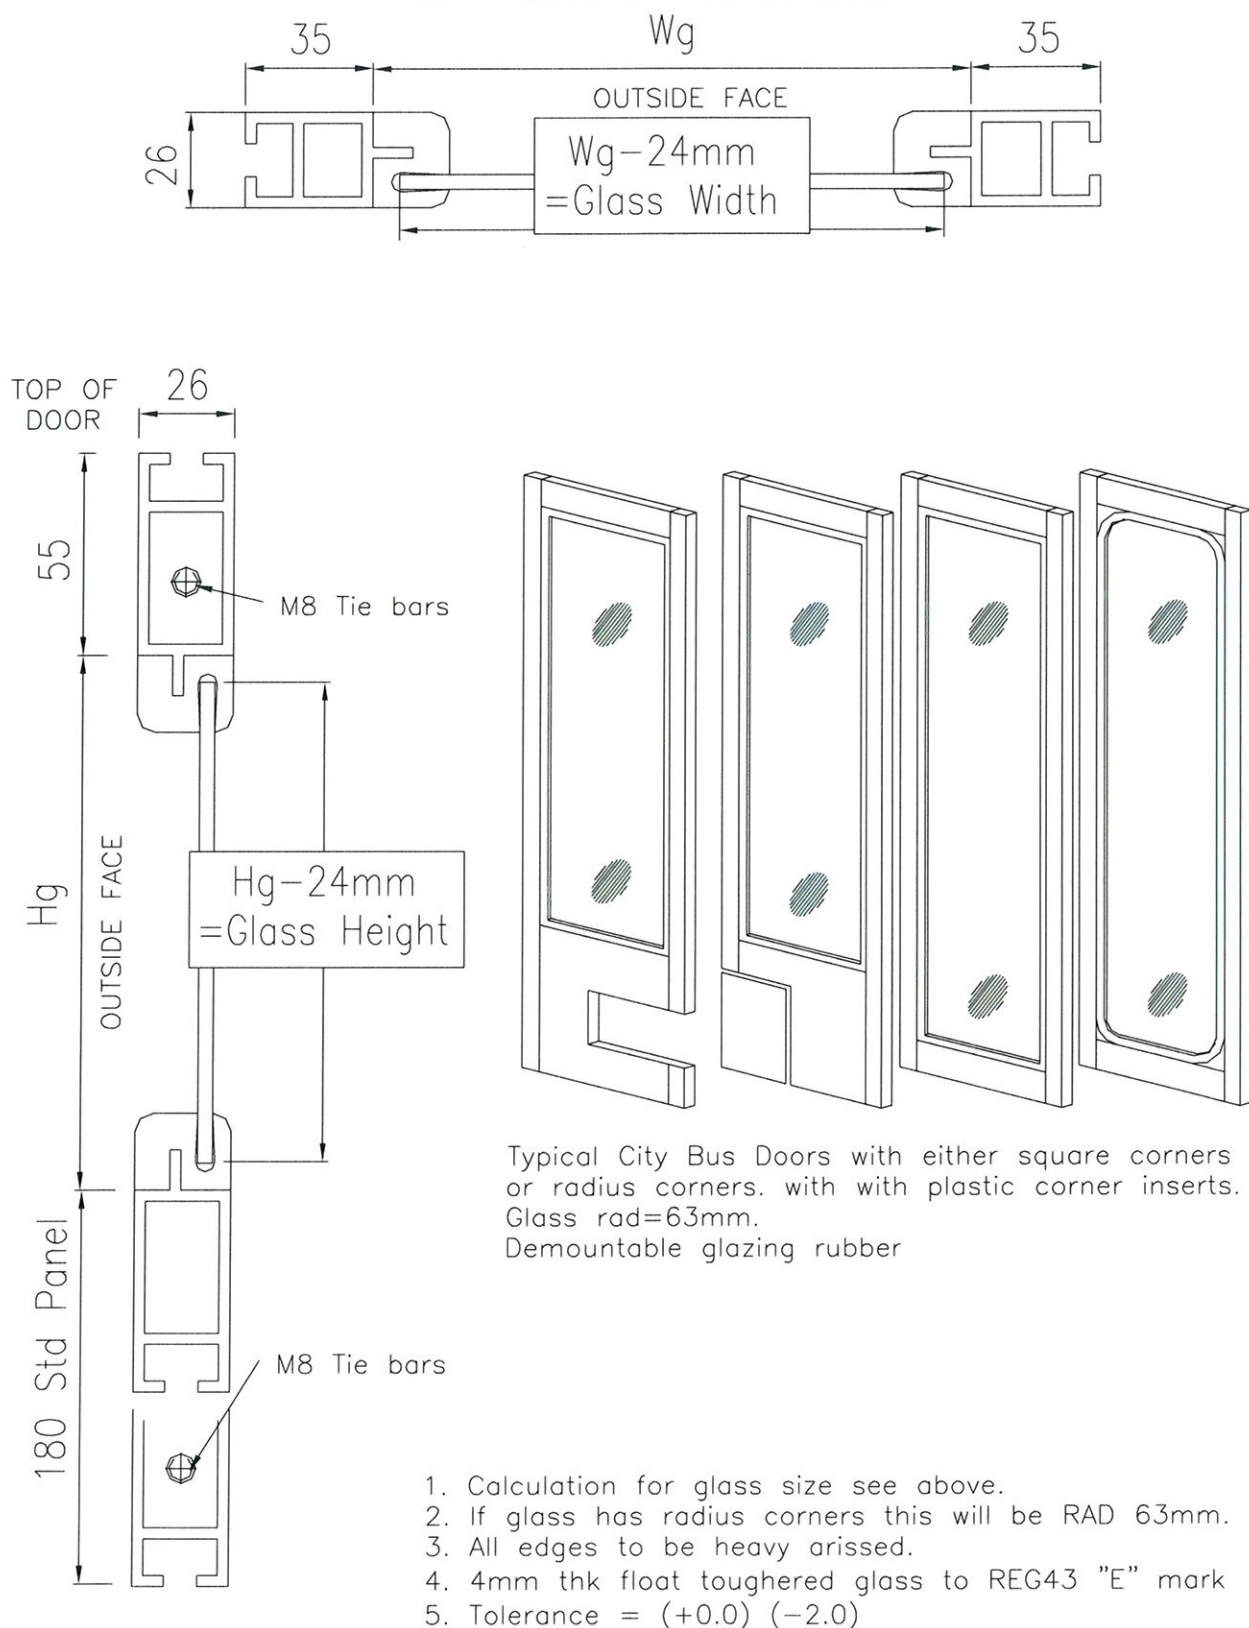 35
Wg
35
OUTSIDE FACE
26
Wg-24mm
=Glass Width
TOP OF
DOOR
26
55
M8 Tie bars
Hg
OUTSIDE FACE
Hg-24mm
=Glass Height
Typical City Bus Doors with either square corners
or radius corners. with with plastic corner inserts.
Glass rad=63mm.
Demountable glazing rubber
180 Std Panel
M8 Tie bars
1. Calculation for glass size see above.
2. If glass has radius corners this will be RAD 63mm.
3. All edges to be heavy arissed.
4. 4mm thk float toughered glass to REG43 "E" mark
5. Tolerance = (+0.0) (-2.0)